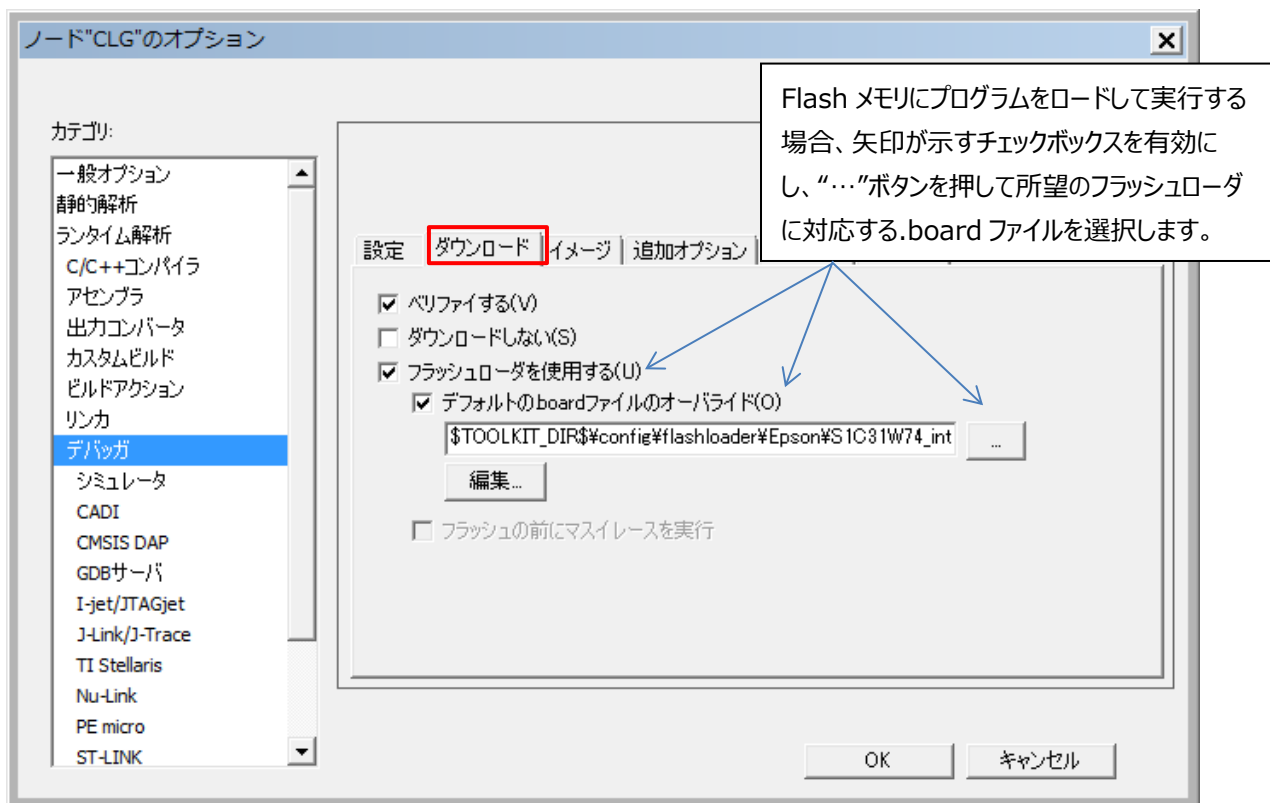 ノード"CLG"のオプション
Flash メモリにプログラムをロードして実行する
場合、矢印が示すチェックボックスを有効に
し、“…”ボタンを押して所望のフラッシュローダ
に対応する.board ファイルを選択します。
カテゴリ:
一般オプション
静的解析
ランタイム解析
C/C++コンパイラ
アセンブラ
出力コンバータ
カスタムビルド
ビルドアクション
リンカ
デバッガ
シミュレータ
CADI
CMSIS DAP
GDBサーバ
I-jet/JTAGjet
J-Link/J-Trace
TI Stellaris
Nu-Link
PE micro
ST-LINK
設定 ダウンロード イメージ 追加オプション
ベリファイする(V)
ダウンロードしない(S)
フラッシュローダを使用する(U)
デフォルトのboardファイルのオーバライド(O)
$TOOLKIT_DIR$¥config¥flashloader¥Epson¥S1C31W74_int ...
編集...
フラッシュの前にマスイレースを実行
OK キャンセル